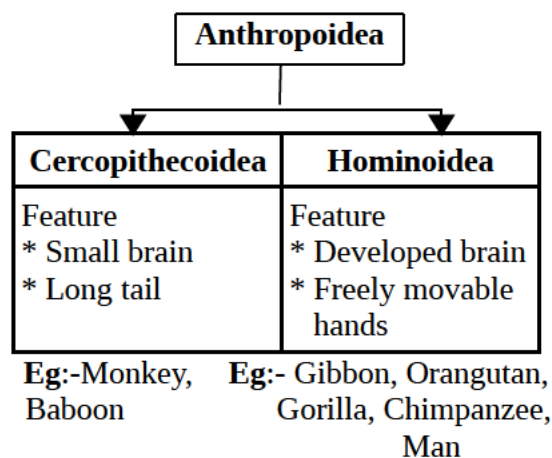 Anthropoidea
Cercopithecoidea
Feature
* Small brain
* Long tail
Eg:-Monkey,
Baboon
Hominoidea
Feature
* Developed brain
* Freely movable
hands
Eg:- Gibbon, Orangutan,
Gorilla, Chimpanzee,
Man